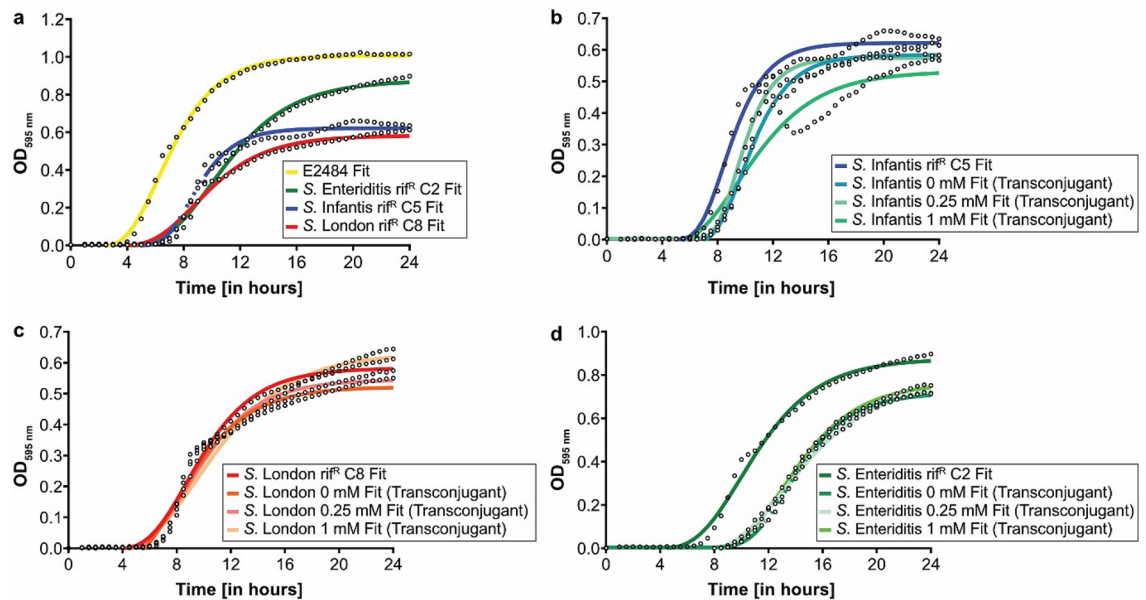 a
1.2
1.0
0.8
0.6
0.4
0.2
0.0
OD595 nm
0 4 8 12 16 20 24
Time [in hours]
E2484 Fit
S. Enteriditis rifR C2 Fit
S. Infantis rifR C5 Fit
S. London rifR C8 Fit
b
0.7
0.6
0.5
0.4
0.3
0.2
0.1
0.0
OD595 nm
0 4 8 12 16 20 24
Time [in hours]
S. Infantis rifR C5 Fit
S. Infantis 0 mM Fit (Transconjugant)
S. Infantis 0.25 mM Fit (Transconjugant)
S. Infantis 1 mM Fit (Transconjugant)
c
0.7
0.6
0.5
0.4
0.3
0.2
0.1
0.0
OD595 nm
0 4 8 12 16 20 24
Time [in hours]
S. London rifR C8 Fit
S. London 0 mM Fit (Transconjugant)
S. London 0.25 mM Fit (Transconjugant)
S. London 1 mM Fit (Transconjugant)
d
1.0
0.8
0.6
0.4
0.2
0.0
OD595 nm
0 4 8 12 16 20 24
Time [in hours]
S. Enteriditis rifR C2 Fit
S. Enteriditis 0 mM Fit (Transconjugant)
S. Enteriditis 0.25 mM Fit (Transconjugant)
S. Enteriditis 1 mM Fit (Transconjugant)